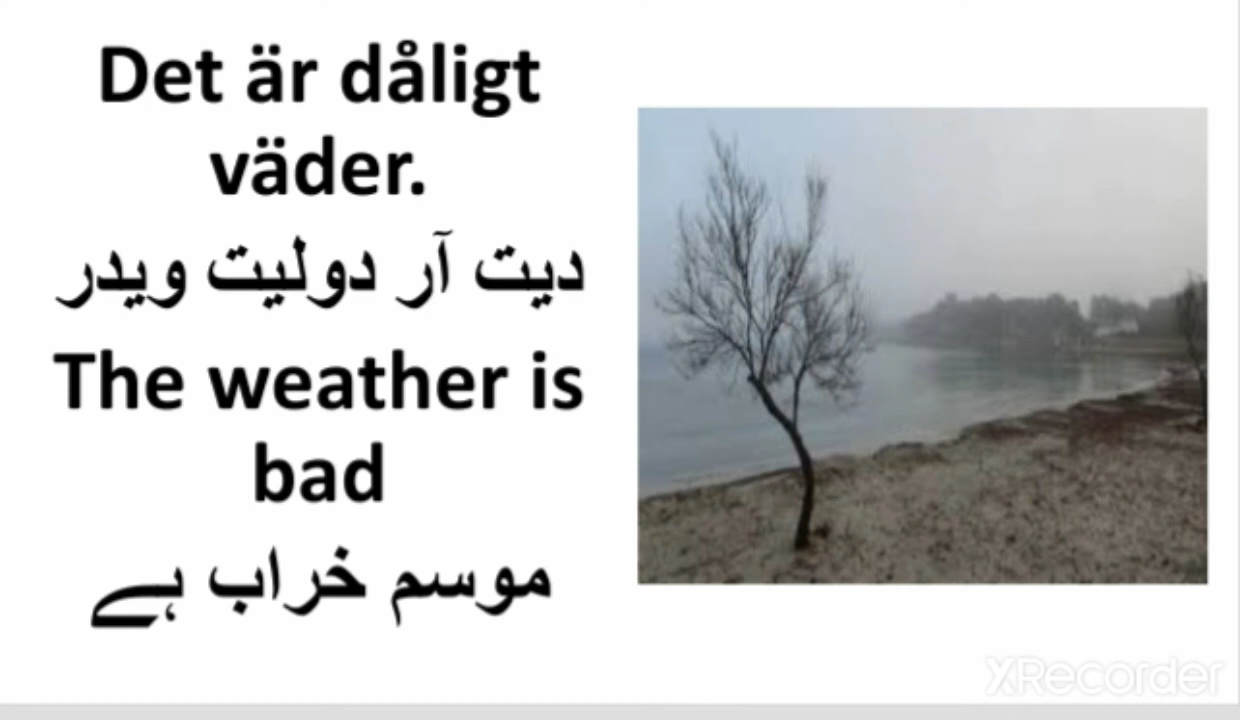 Det är dåligt
väder.
دیت آر دولیت ویدر
The weather is
bad
موسم خراب ہے
XRecorder